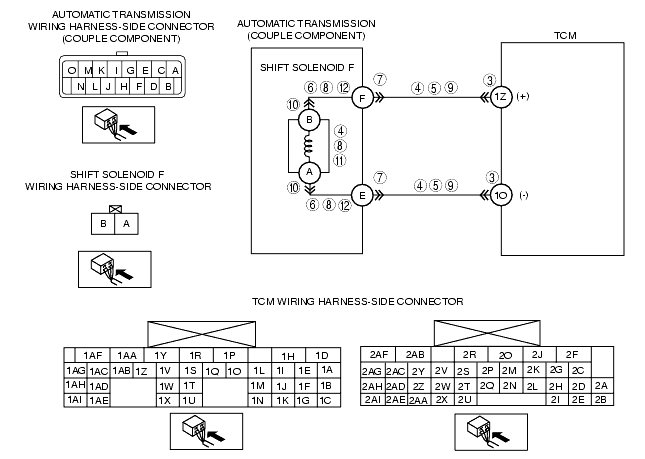 AUTOMATIC TRANSMISSION
WIRING HARNESS-SIDE CONNECTOR
(COUPLE COMPONENT)
O M K I G E C A
N L J H F D B
SHIFT SOLENOID F
WIRING HARNESS-SIDE CONNECTOR
B A
AUTOMATIC TRANSMISSION
(COUPLE COMPONENT)
TCM
SHIFT SOLENOID F
⑥ ⑧ ⑫ F ⑦ ④ ⑤ ⑨ ③ 1Z (+)
⑩
B
④
⑧
⑪
A
⑩
⑥ ⑧ ⑫ E ⑦ ④ ⑤ ⑨ ③ 1O (-)
TCM WIRING HARNESS-SIDE CONNECTOR
1AF 1AA 1Y 1R 1P 1H 1D
1AG 1AC 1AB 1Z 1V 1S 1Q 1O 1L 1I 1E 1A
1AH 1AD 1W 1T 1M 1J 1F 1B
1AI 1AE 1X 1U 1N 1K 1G 1C
2AF 2AB 2R 2O 2J 2F
2AG 2AC 2Y 2V 2S 2P 2M 2K 2G 2C
2AH 2AD 2Z 2W 2T 2Q 2N 2L 2H 2D 2A
2AI 2AE 2AA 2X 2U 2I 2E 2B